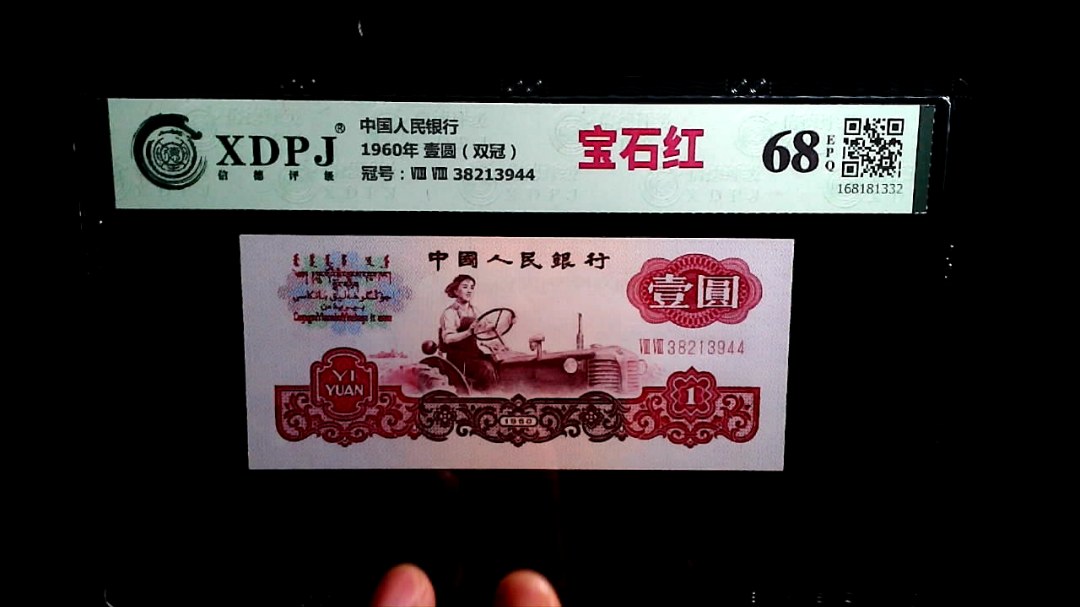 XDPJ®
信德评级
中国人民银行
1960年 壹圆（双冠）
冠号：Ⅷ Ⅷ 38213944
宝石红
68
EPQ
168181332
中國人民銀行
壹圓
Ⅷ Ⅷ 38213944
YI
YUAN
1960
1